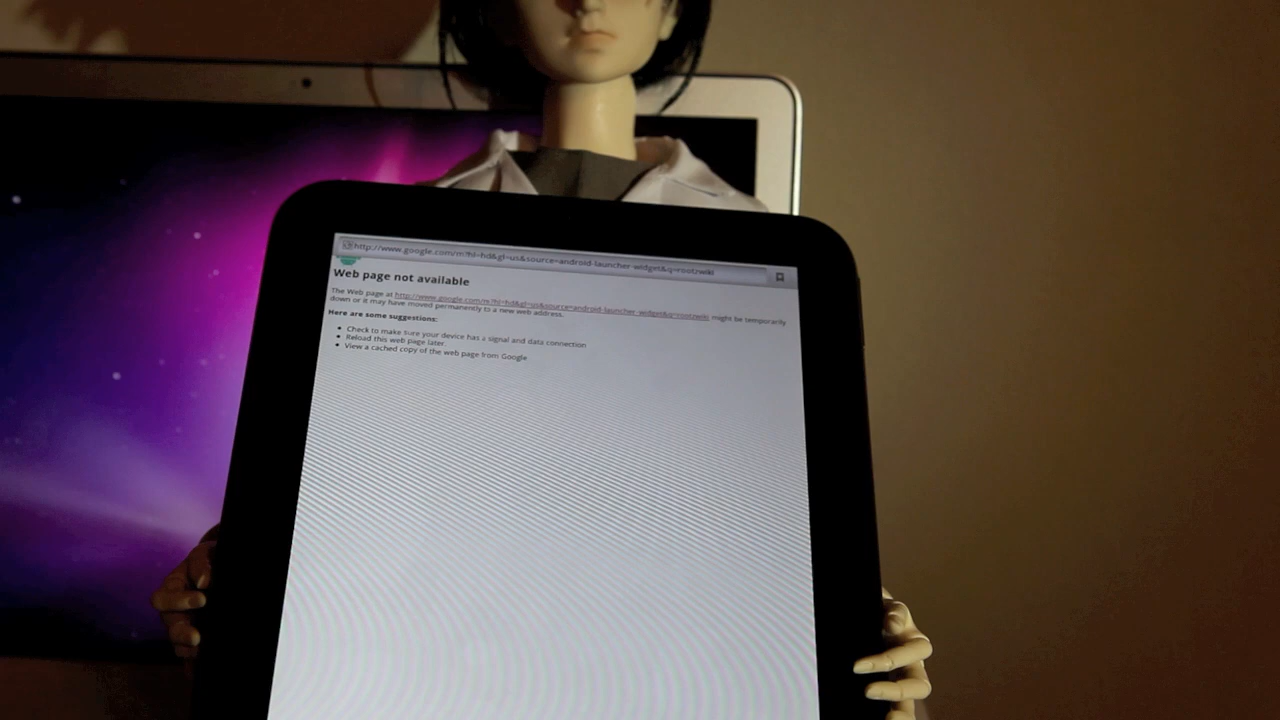 http://www.google.com/m?hl=hd&gl=us&source=android-launcher-widget&q=rootzwiki
Web page not available
The Web page at http://www.google.com/m?hl=hd&gl=us&source=android-launcher-widget&q=rootzwiki might be temporarily
down or it may have moved permanently to a new web address.
Here are some suggestions:
Check to make sure your device has a signal and data connection
Reload this web page later
View a cached copy of the web page from Google